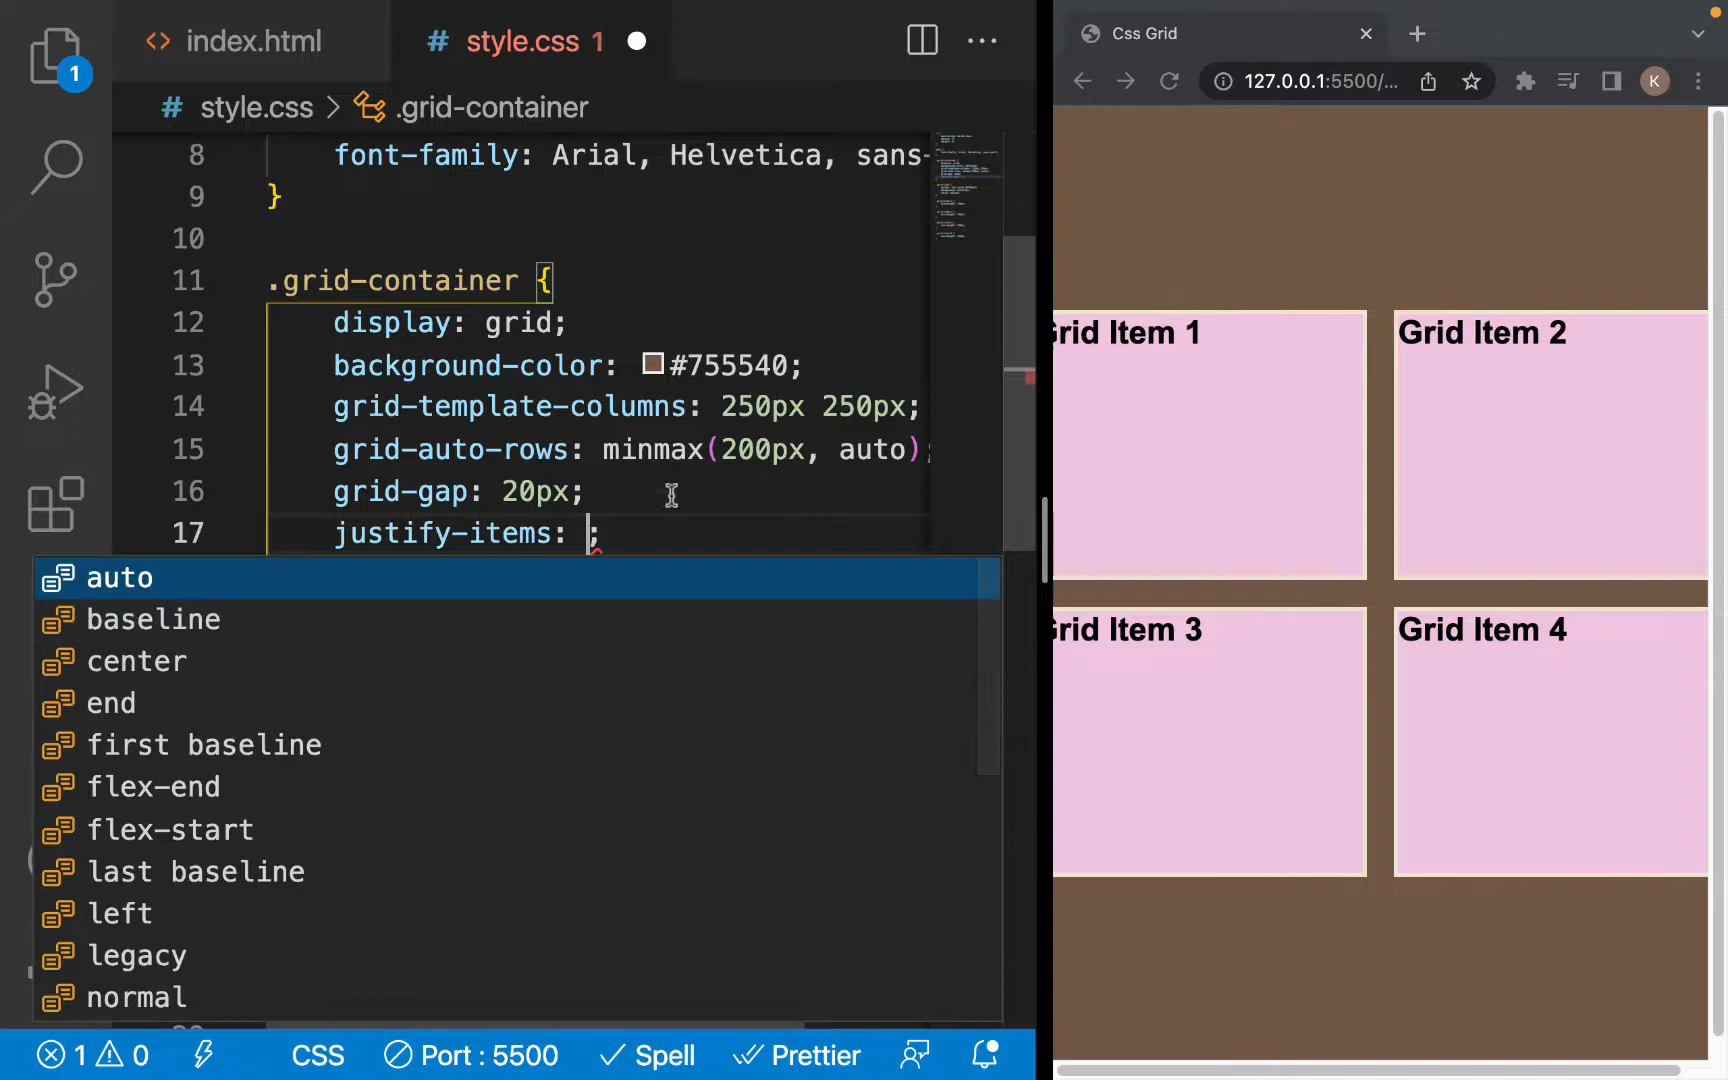 index.html
# style.css 1
1
# style.css > .grid-container
8 font-family: Arial, Helvetica, sans-
9 }
10
11 .grid-container {
12 display: grid;
13 background-color: #755540;
14 grid-template-columns: 250px 250px;
15 grid-auto-rows: minmax(200px, auto);
16 grid-gap: 20px;
17 justify-items: ;
auto
baseline
center
end
first baseline
flex-end
flex-start
last baseline
left
legacy
normal
1 0 CSS Port : 5500 Spell Prettier
Css Grid
127.0.0.1:5500/...
K
Grid Item 1
Grid Item 2
Grid Item 3
Grid Item 4